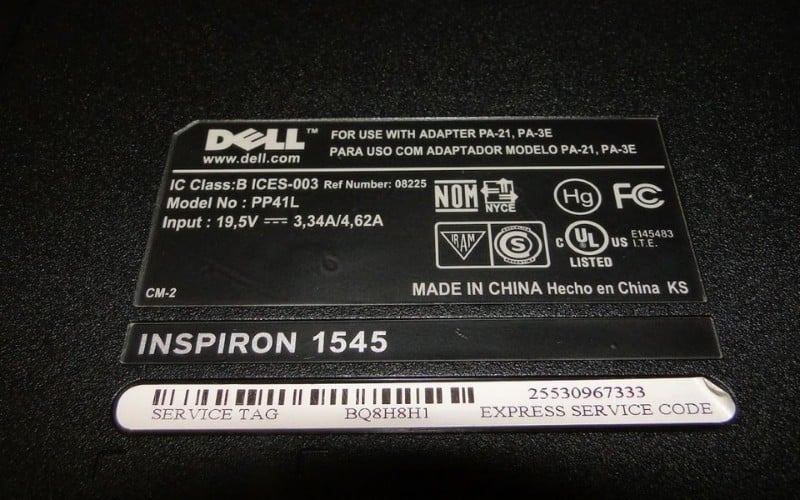 DELL™ FOR USE WITH ADAPTER PA-21, PA-3E
www.dell.com PARA USO COM ADAPTADOR MODELO PA-21, PA-3E
IC Class:B ICES-003 Ref Number: 08225
Model No : PP41L
Input : 19,5V 3,34A/4,62A
NOM NYCE Hg FC
IRAM S C UL US E145483
I.T.E.
LISTED
CM-2 MADE IN CHINA Hecho en China KS
INSPIRON 1545
25530967333
SERVICE TAG BQ8H8H1 EXPRESS SERVICE CODE